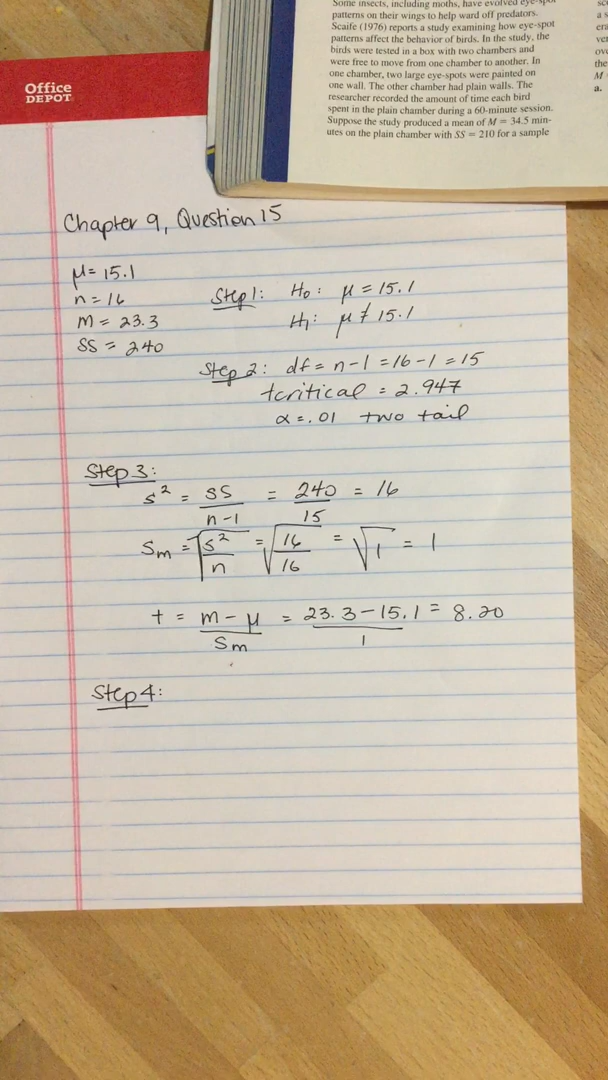 Some insects, including moths, have evolved eye-spot
patterns on their wings to help ward off predators.
Scaife (1976) reports a study examining how eye-spot
patterns affect the behavior of birds. In the study, the
birds were tested in a box with two chambers and
were free to move from one chamber to another. In
one chamber, two large eye-spots were painted on
one wall. The other chamber had plain walls. The
researcher recorded the amount of time each bird
spent in the plain chamber during a 60-minute session.
Suppose the study produced a mean of M = 34.5 min-
utes on the plain chamber with SS = 210 for a sample
the
M
a.
Office
DEPOT
Chapter 9, Question 15
μ = 15.1
n = 16
M = 23.3
SS = 240
Step 1: H₀: μ = 15.1
H₁: μ ≠ 15.1
Step 2: df = n-1 = 16-1 = 15
tcritical = 2.947
α = .01 two tail
Step 3:
s² = SS/n-1 = 240/15 = 16
Sm = √s²/n = √16/16 = √1 = 1
t = m-μ/Sm = 23.3-15.1/1 = 8.20
Step 4: